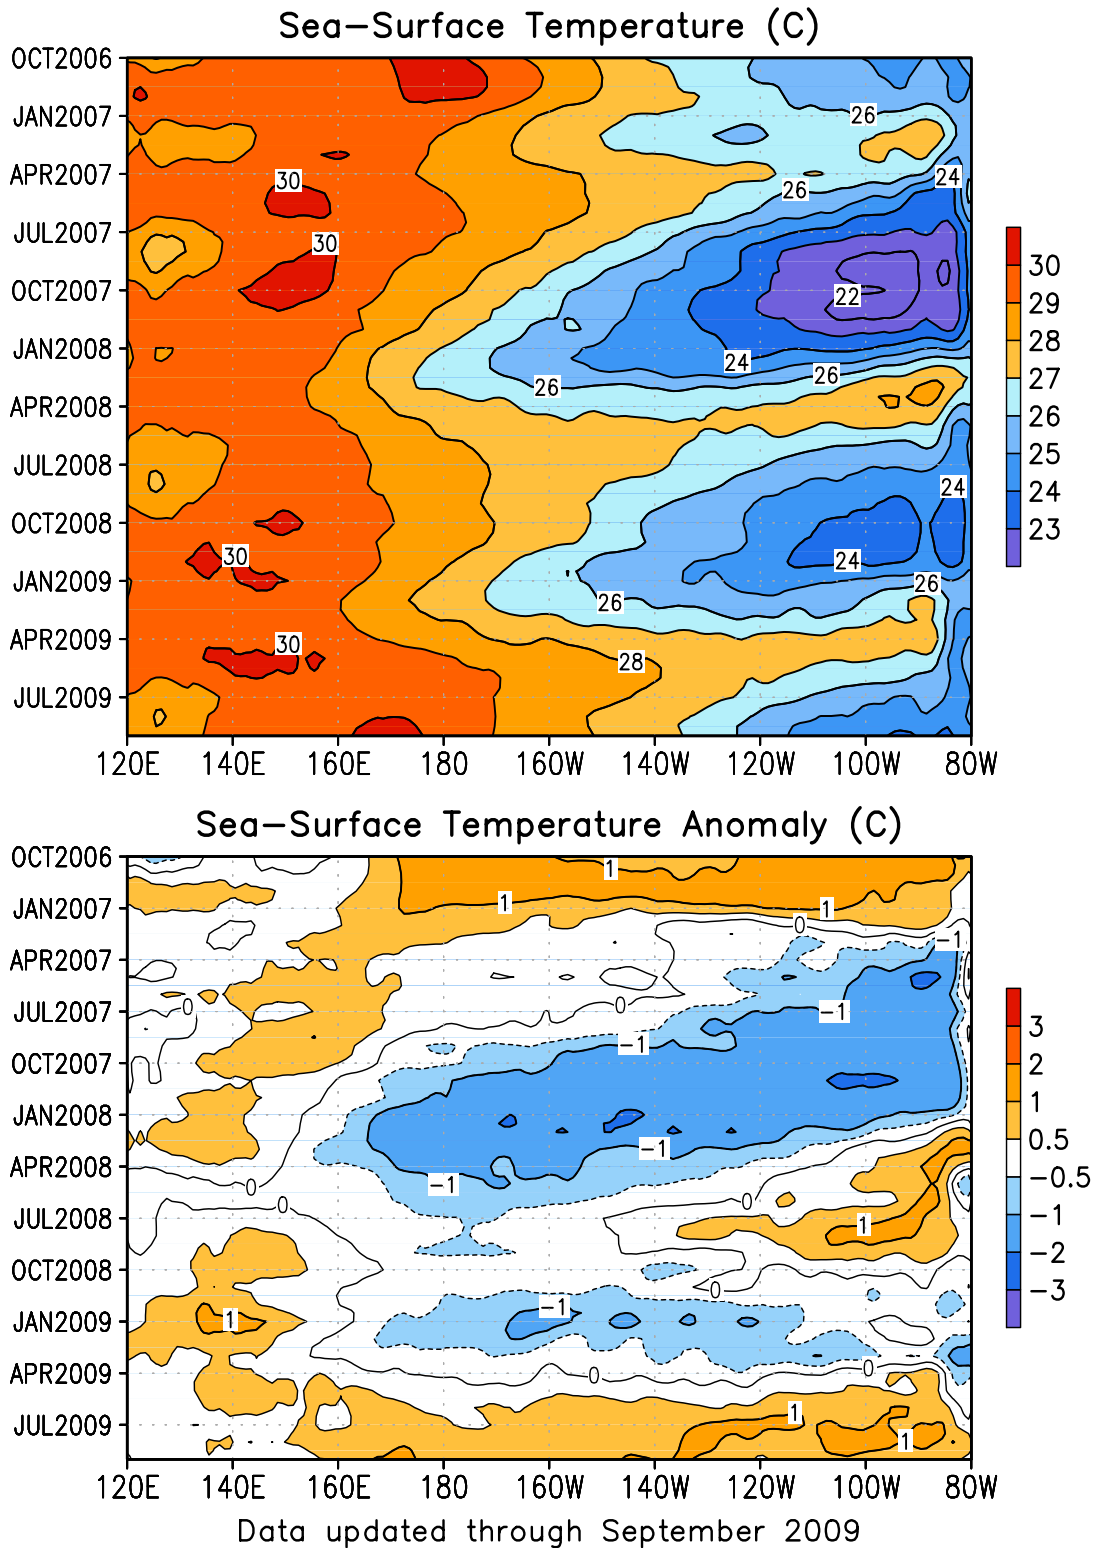 Sea-Surface Temperature (C)
OCT2006
JAN2007
APR2007
JUL2007
OCT2007
JAN2008
APR2008
JUL2008
OCT2008
JAN2009
APR2009
JUL2009
26
24
30
26
30
22
24
26
26
24
30
24
26
26
30
28
120E 140E 160E 180 160W 140W 120W 100W 80W
30
29
28
27
26
25
24
23
Sea-Surface Temperature Anomaly (C)
OCT2006
JAN2007
APR2007
JUL2007
OCT2007
JAN2008
APR2008
JUL2008
OCT2008
JAN2009
APR2009
JUL2009
1
1
1
0
-1
0
0
-1
-1
-1
-1
0
0
0
1
0
-1
1
0
0
1
1
120E 140E 160E 180 160W 140W 120W 100W 80W
3
2
1
0.5
-0.5
-1
-2
-3
Data updated through September 2009